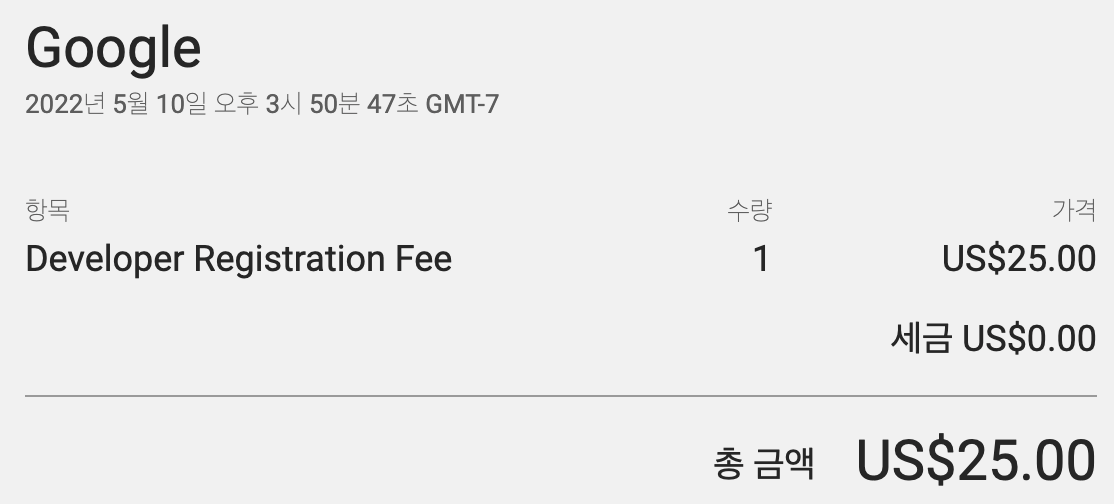 Google
2022년 5월 10일 오후 3시 50분 47초 GMT-7
항목 수량 가격
Developer Registration Fee 1 US$25.00
세금 US$0.00
총 금액 US$25.00